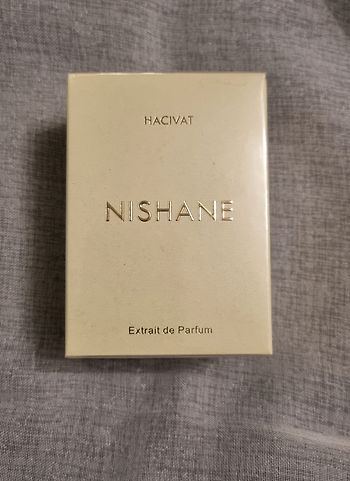 HACIVAT
NISHANE
Extrait de Parfum